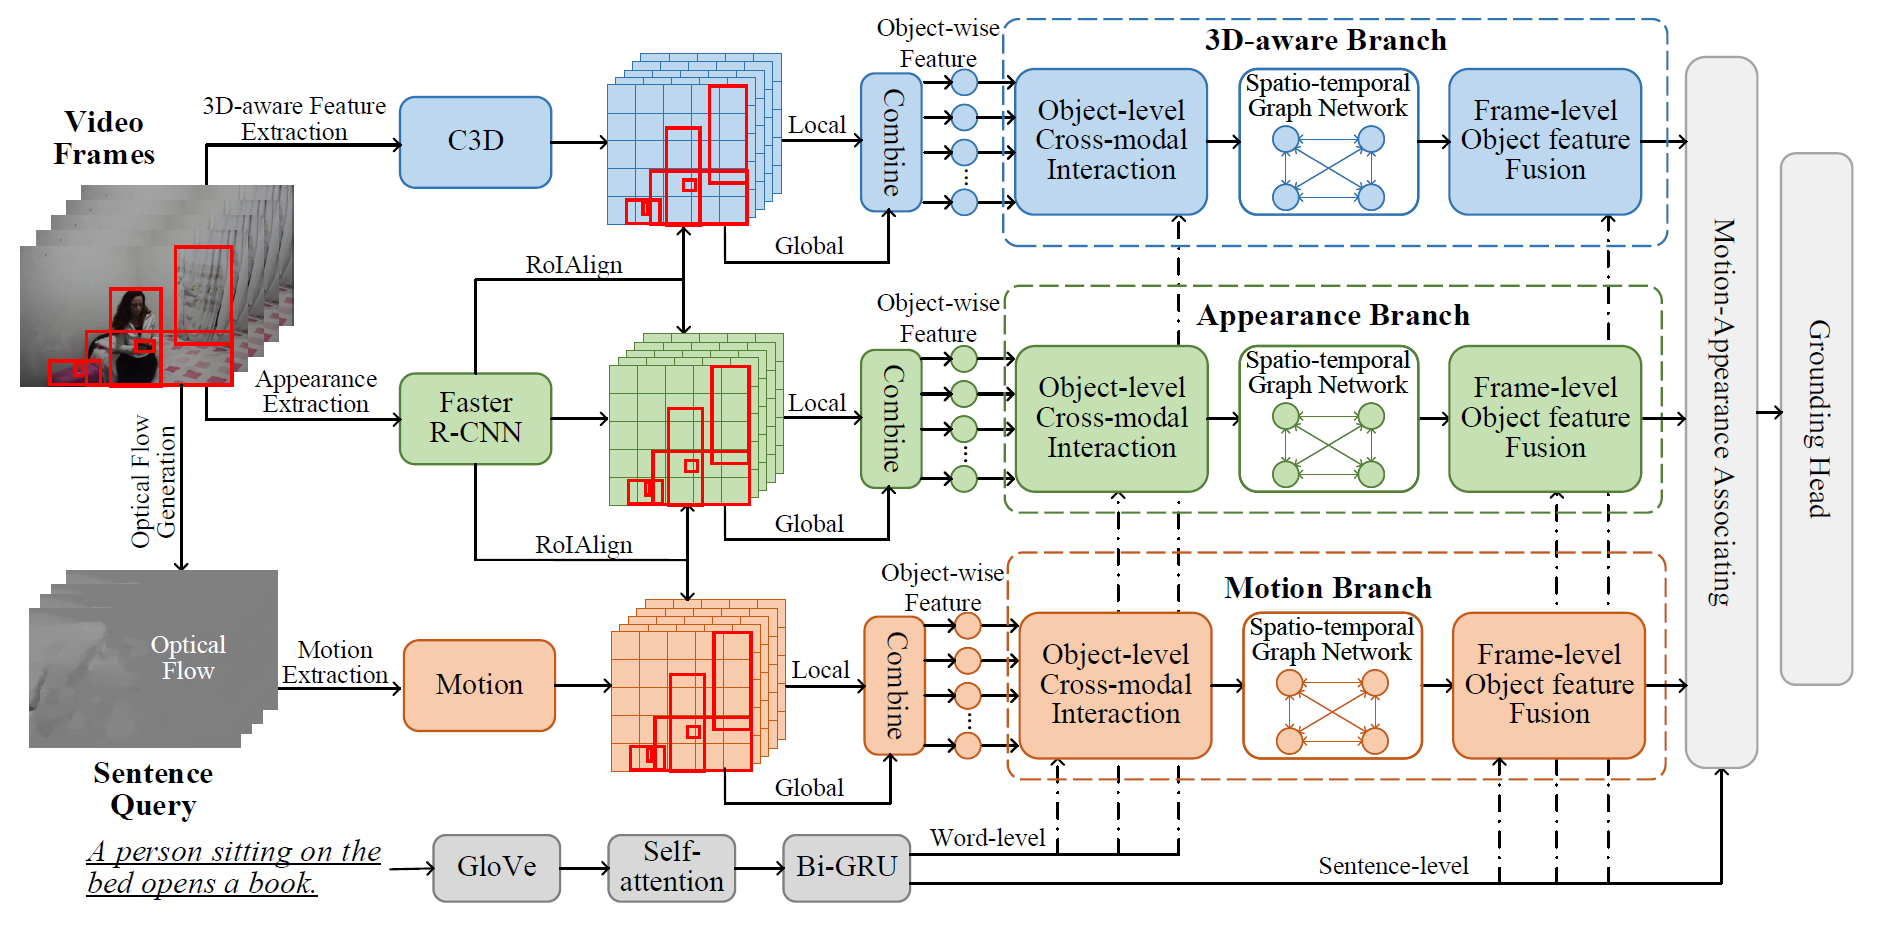 Video
Frames
3D-aware Feature
Extraction
C3D
Local
Global
Combine
Object-wise
Feature
3D-aware Branch
Object-level
Cross-modal
Interaction
Spatio-temporal
Graph Network
Frame-level
Object feature
Fusion
RoIAlign
Appearance
Extraction
Faster
R-CNN
Local
Global
Combine
Object-wise
Feature
Appearance Branch
Object-level
Cross-modal
Interaction
Spatio-temporal
Graph Network
Frame-level
Object feature
Fusion
RoIAlign
Optical Flow
Generation
Optical
Flow
Motion
Extraction
Motion
Local
Global
Combine
Object-wise
Feature
Motion Branch
Object-level
Cross-modal
Interaction
Spatio-temporal
Graph Network
Frame-level
Object feature
Fusion
Motion-Appearance Associating
Grounding Head
Sentence
Query
A person sitting on the
bed opens a book.
GloVe
Self-
attention
Bi-GRU
Word-level
Sentence-level